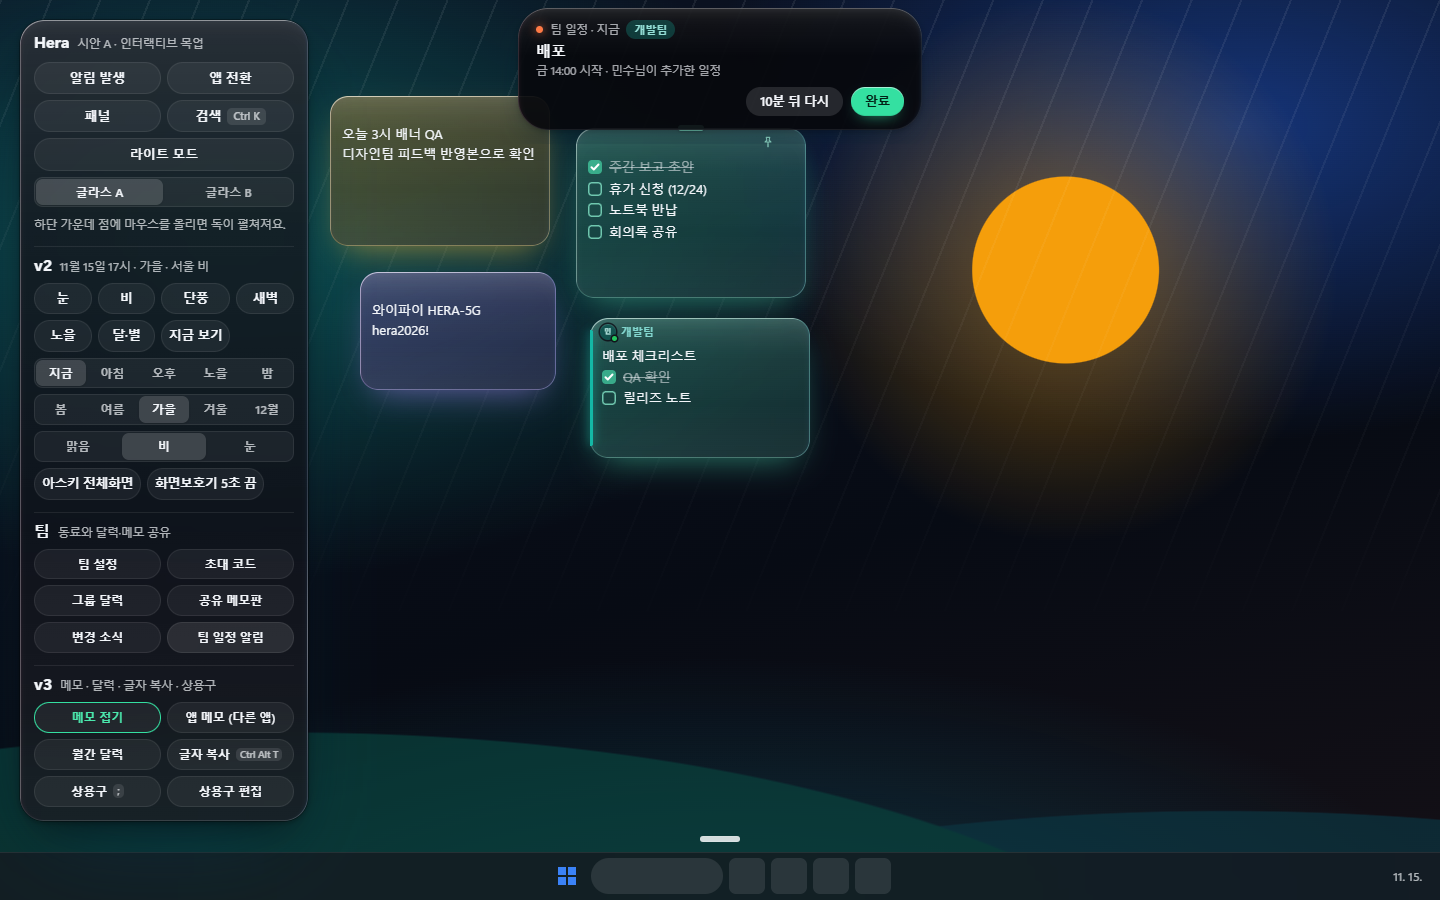 Hera 시안 A · 인터랙티브 목업
알림 발생
앱 전환
패널
검색 Ctrl K
라이트 모드
글라스 A
글라스 B
하단 가운데 점에 마우스를 올리면 독이 펼쳐져요.
v2 11월 15일 17시 · 가을 · 서울 비
눈
비
단풍
새벽
노을
달·별
지금 보기
지금
아침
오후
노을
밤
봄
여름
가을
겨울
12월
맑음
비
눈
아스키 전체화면
화면보호기 5초 끔
팀 동료와 달력·메모 공유
팀 설정
초대 코드
그룹 달력
공유 메모판
변경 소식
팀 일정 알림
v3 메모 · 달력 · 글자 복사 · 상용구
메모 접기
앱 메모 (다른 앱)
월간 달력
글자 복사 Ctrl Alt T
상용구 ;
상용구 편집
팀 일정 · 지금 개발팀
배포
금 14:00 시작 · 민수님이 추가한 일정
10분 뒤 다시
완료
오늘 3시 배너 QA
디자인팀 피드백 반영본으로 확인
주간 보고 초안
휴가 신청 (12/24)
노트북 반납
회의록 공유
와이파이 HERA-5G
hera2026!
민 개발팀
배포 체크리스트
QA 확인
릴리즈 노트
11. 15.